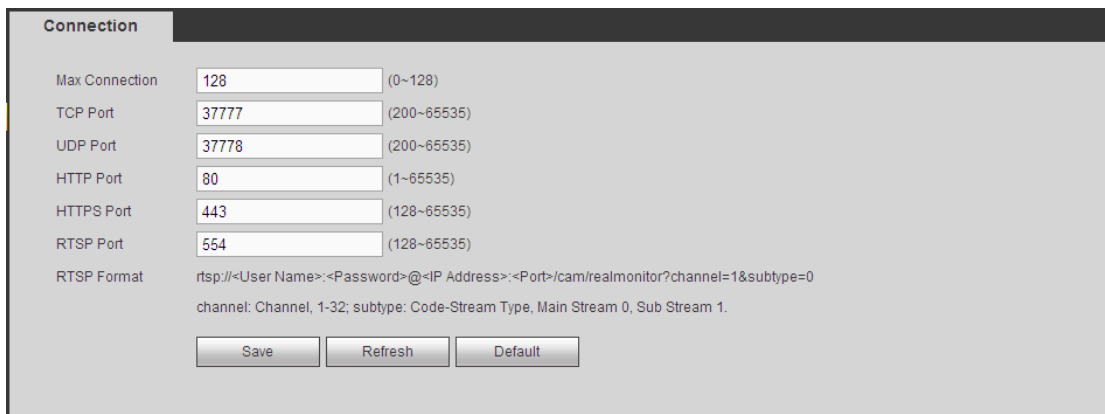 Connection
Max Connection 128 (0~128)
TCP Port 37777 (200~65535)
UDP Port 37778 (200~65535)
HTTP Port 80 (1~65535)
HTTPS Port 443 (128~65535)
RTSP Port 554 (128~65535)
RTSP Format rtsp://<User Name>:<Password>@<IP Address>:<Port>/cam/realmonitor?channel=1&subtype=0
channel: Channel, 1-32; subtype: Code-Stream Type, Main Stream 0, Sub Stream 1.
Save Refresh Default